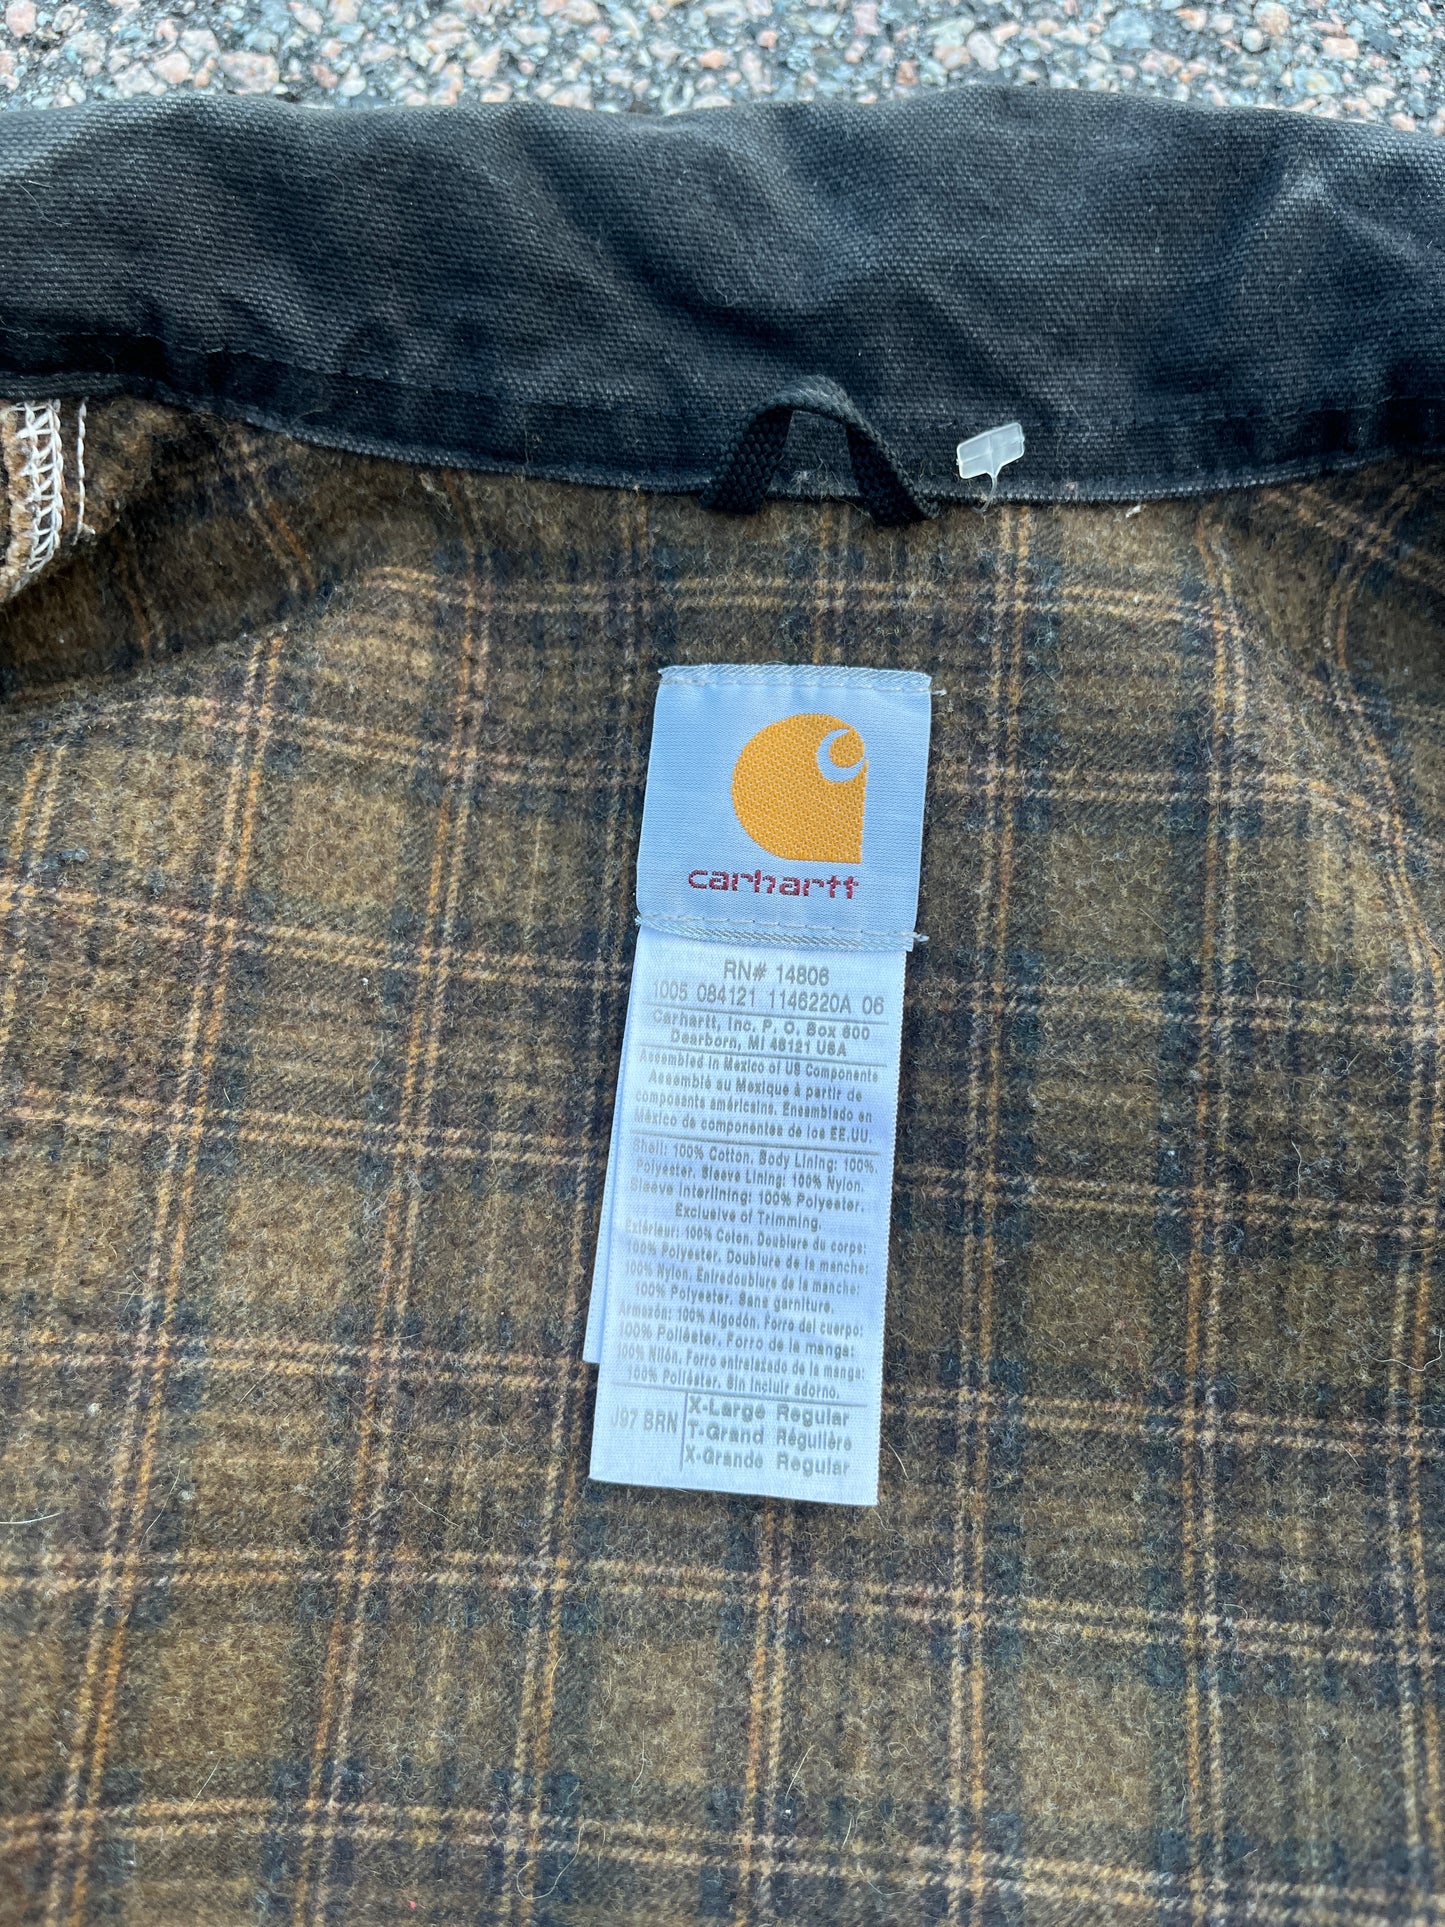 carhartt
RN# 14806
1005 084121 1146220A 06
Carhartt, Inc. P. O. Box 600
Dearborn, MI 48121 USA
Assembled in Mexico of US Components
Assemblé au Mexique à partir de
composants américains. Ensamblado en
México de componentes de los EE.UU.
Shell: 100% Cotton. Body Lining: 100%
Polyester. Sleeve Lining: 100% Nylon.
Sleeve Interlining: 100% Polyester.
Exclusive of Trimming.
Extérieur: 100% Coton. Doublure du corps:
100% Polyester. Doublure de la manche:
100% Nylon. Entredoublure de la manche:
100% Polyester. Sans garniture.
Armazón: 100% Algodón. Forro del cuerpo:
100% Poliéster. Forro de la manga:
100% Nilón. Forro entrelazado de la manga:
100% Poliéster. Sin incluir adorno.
J97 BRN
X-Large Regular
T-Grand Régulière
X-Grande Regular